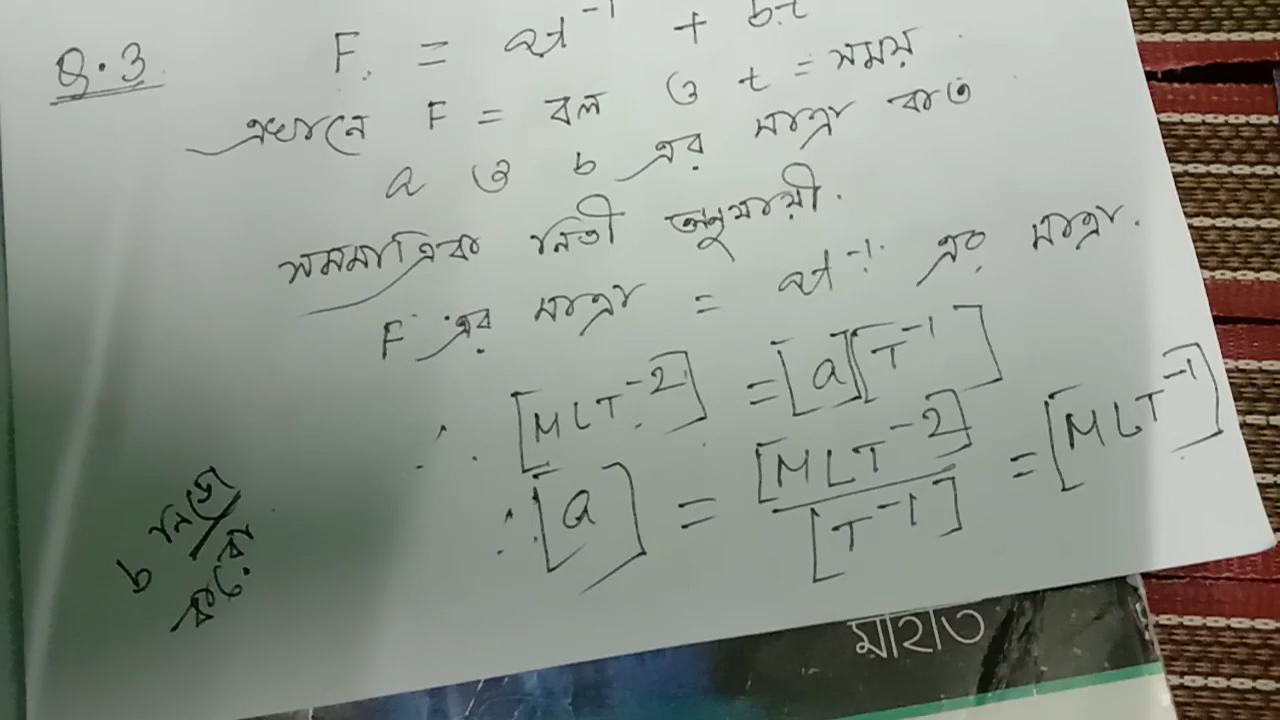 Q.3 F = at⁻¹ + bt
এখানে F = বল ও t = সময়
a ও b এর মাত্রা কত
সমমাত্রিক নিতী অনুযায়ী.
F এর মাত্রা = at⁻¹ এর মাত্রা.
∴ [MLT⁻²] = [a][T⁻¹]
∴ [a] = [MLT⁻²] / [T⁻¹] = [MLT⁻¹]
b নিজে
করো
মাহাত